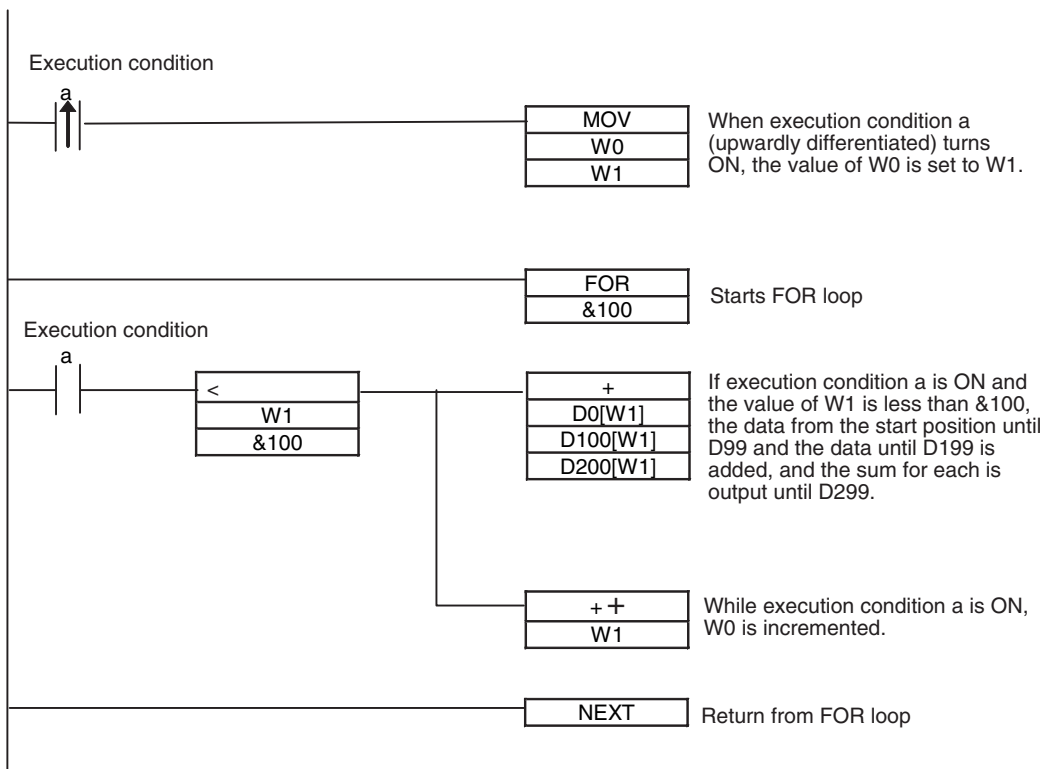 Execution condition
a
MOV
W0
W1
When execution condition a
(upwardly differentiated) turns
ON, the value of W0 is set to W1.
FOR
&100
Starts FOR loop
Execution condition
a
<
W1
&100
+
D0[W1]
D100[W1]
D200[W1]
If execution condition a is ON and
the value of W1 is less than &100,
the data from the start position until
D99 and the data until D199 is
added, and the sum for each is
output until D299.
++
W1
While execution condition a is ON,
W0 is incremented.
NEXT
Return from FOR loop